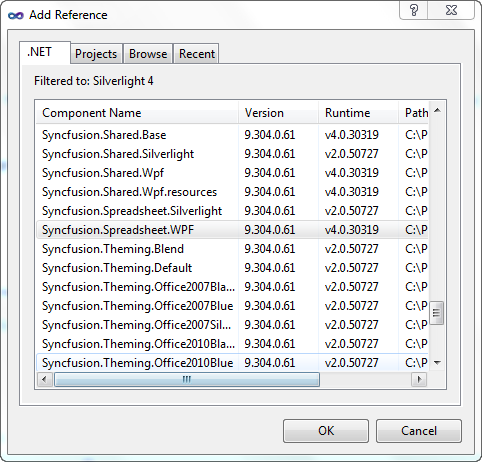 Add Reference
.NET Projects Browse Recent
Filtered to: Silverlight 4
Component Name Version Runtime Path
Syncfusion.Shared.Base 9.304.0.61 v4.0.30319 C:\P
Syncfusion.Shared.Silverlight 9.304.0.61 v2.0.50727 C:\P
Syncfusion.Shared.Wpf 9.304.0.61 v4.0.30319 C:\P
Syncfusion.Shared.Wpf.resources 9.304.0.61 v4.0.30319 C:\P
Syncfusion.Spreadsheet.Silverlight 9.304.0.61 v2.0.50727 C:\P
Syncfusion.Spreadsheet.WPF 9.304.0.61 v4.0.30319 C:\P
Syncfusion.Theming.Blend 9.304.0.61 v2.0.50727 C:\P
Syncfusion.Theming.Default 9.304.0.61 v2.0.50727 C:\P
Syncfusion.Theming.Office2007Bla... 9.304.0.61 v2.0.50727 C:\P
Syncfusion.Theming.Office2007Blue 9.304.0.61 v2.0.50727 C:\P
Syncfusion.Theming.Office2007Sil... 9.304.0.61 v2.0.50727 C:\P
Syncfusion.Theming.Office2010Bla... 9.304.0.61 v2.0.50727 C:\P
Syncfusion.Theming.Office2010Blue 9.304.0.61 v2.0.50727 C:\P
OK Cancel